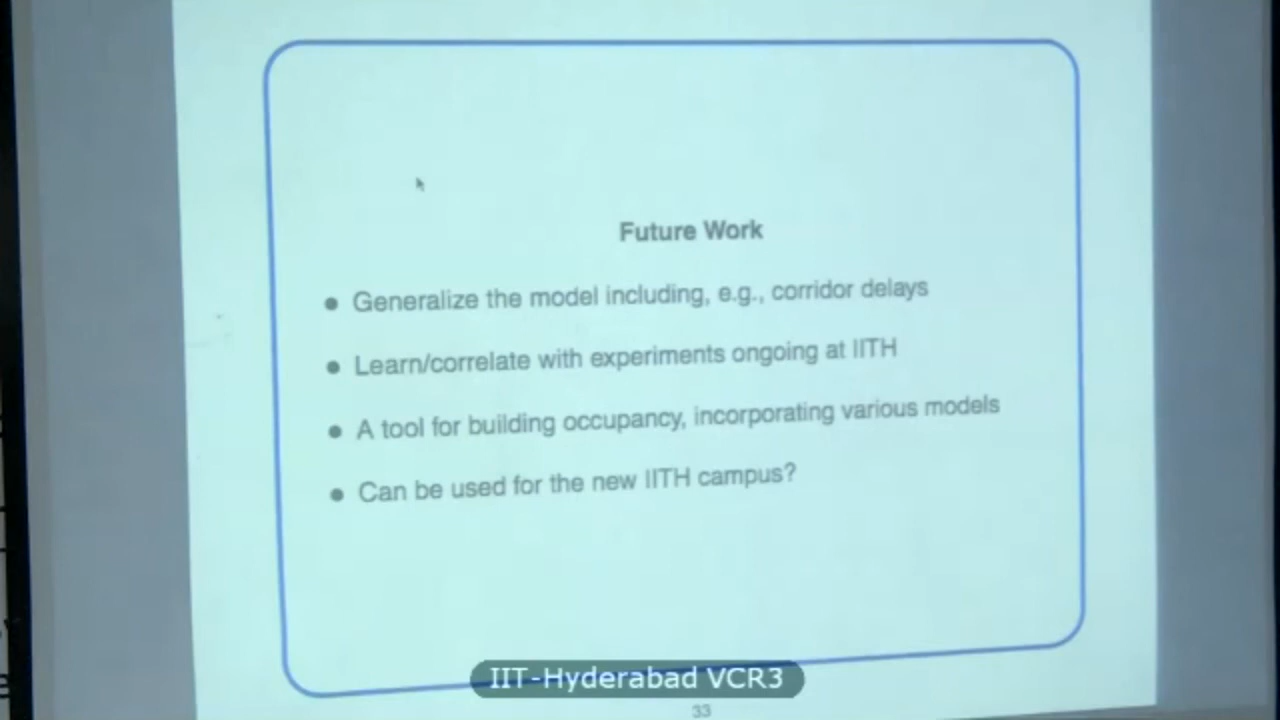 Future Work
● Generalize the model including, e.g., corridor delays
● Learn/correlate with experiments ongoing at IITH
● A tool for building occupancy, incorporating various models
● Can be used for the new IITH campus?
IIT-Hyderabad VCR3
33